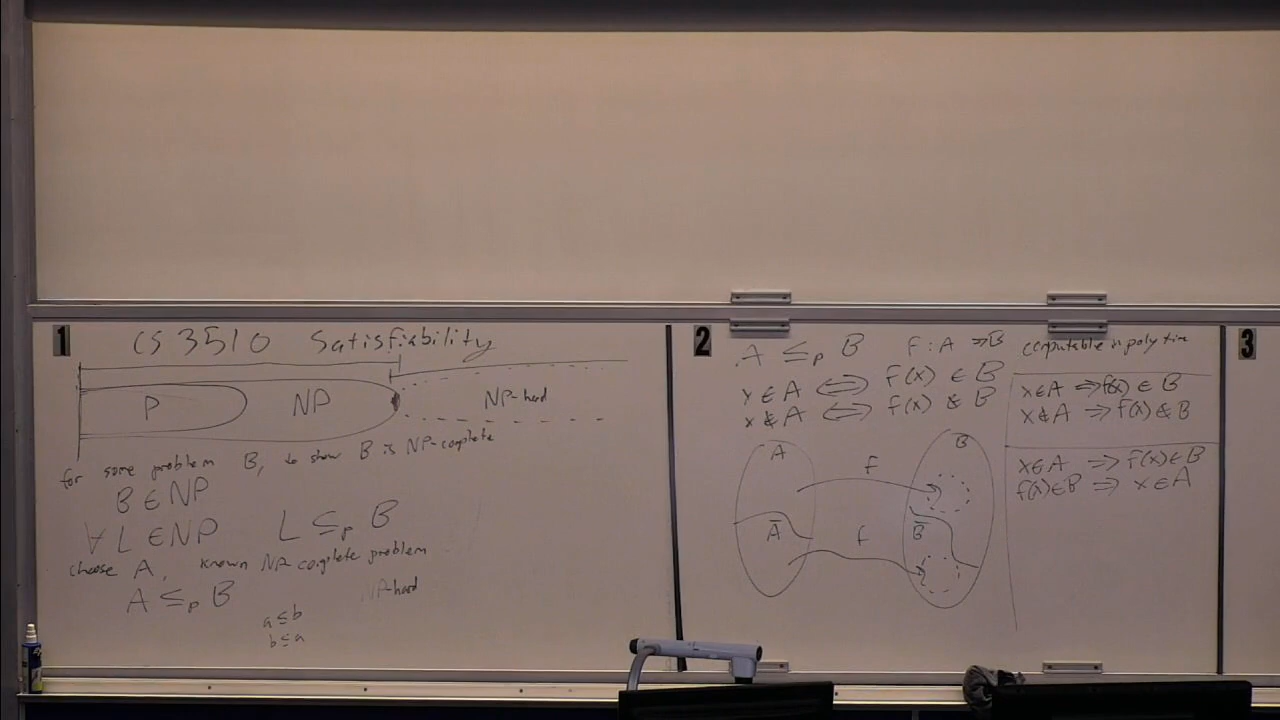 1
CS 3510 Satisfiability
P NP NP-hard
for some problem B, to show B is NP-complete
B ∈ NP
∀ L ∈ NP L ≤p B
choose A, known NP-complete problem
A ≤p B
NP-hard
a ≤ b
b ≤ a
2
A ≤p B f : A → B computable in poly time
x ∈ A ⟺ f(x) ∈ B
x ∉ A ⟺ f(x) ∉ B
x ∈ A ⇒ f(x) ∈ B
x ∉ A ⇒ f(x) ∉ B
x ∈ A ⇒ f(x) ∈ B
f(x) ∈ B ⇒ x ∈ A
A f B
Ā f B̄
3